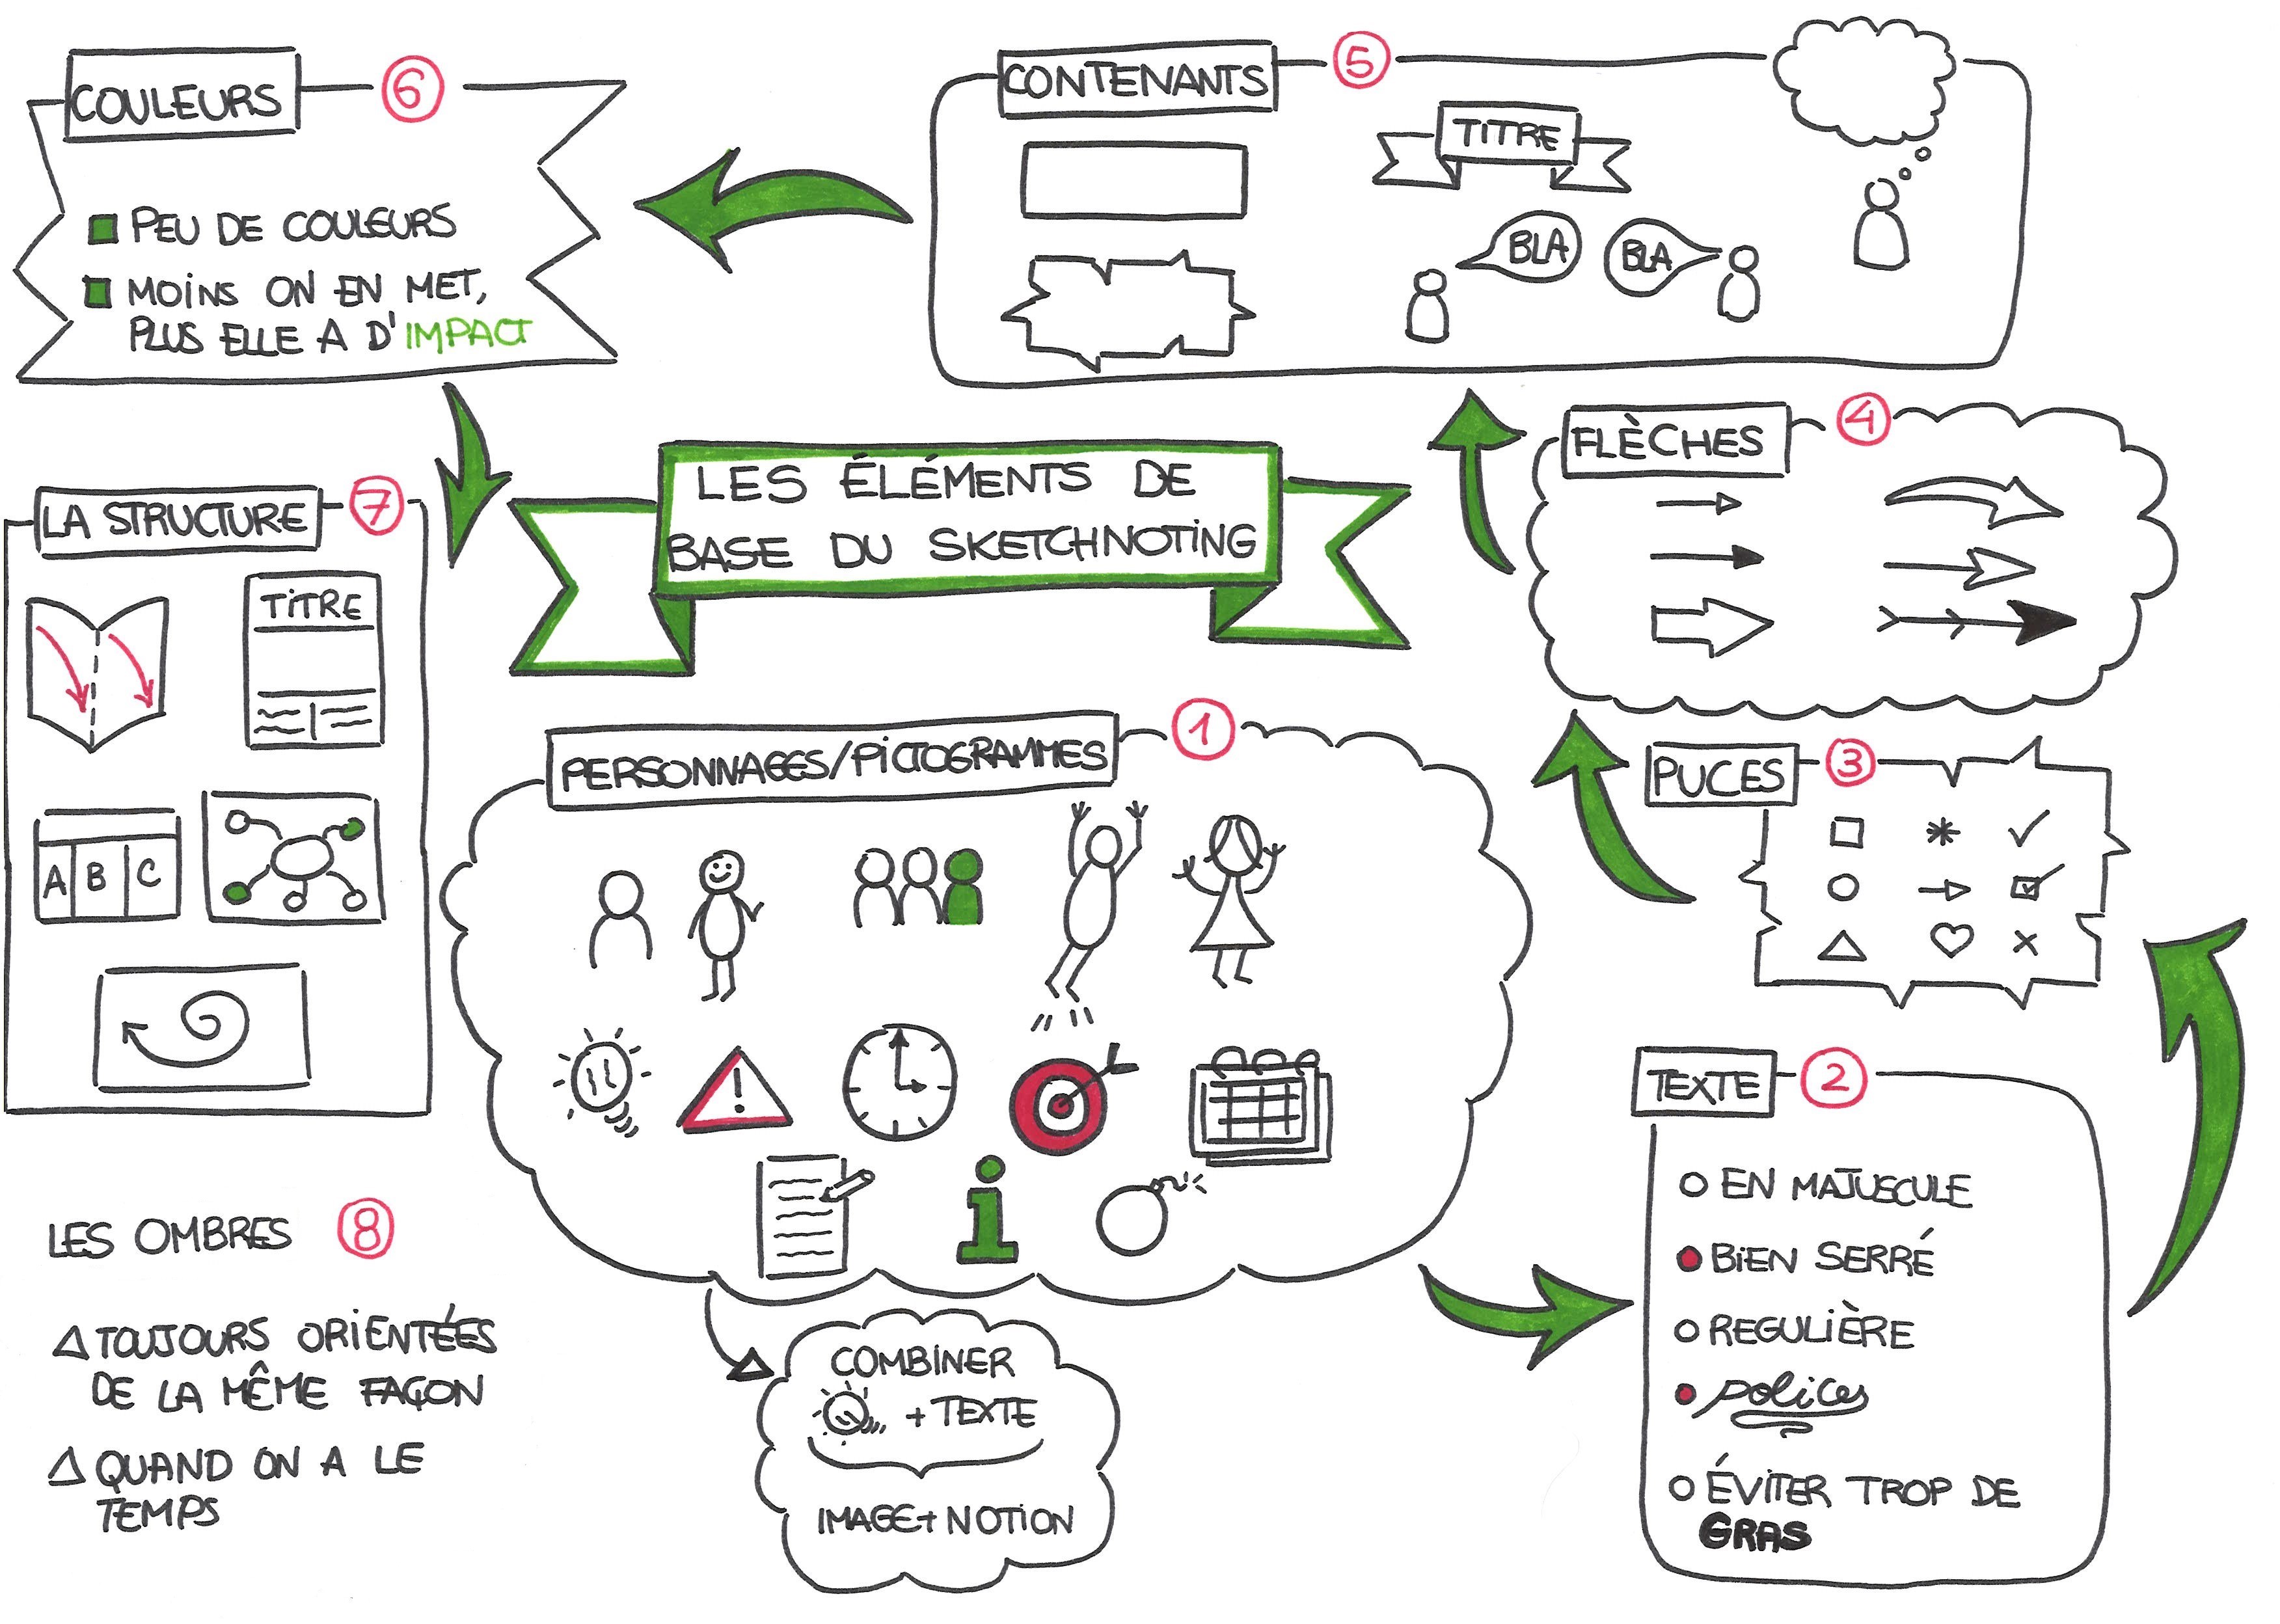 LES ÉLÉMENTS DE
BASE DU SKETCHNOTING
PERSONNAGES/PICTOGRAMMES 1
!
i
COMBINER
+ TEXTE
IMAGE + NOTION
TEXTE 2
EN MAJUSCULE
BIEN SERRÉ
REGULIÈRE
polices
ÉVITER TROP DE
GRAS
PUCES 3
FLÈCHES 4
CONTENANTS 5
TITRE
BLA
BLA
COULEURS 6
PEU DE COULEURS
MOINS ON EN MET,
PLUS ELLE A D'IMPACT
LA STRUCTURE 7
TITRE
A B C
LES OMBRES 8
TOUJOURS ORIENTÉES
DE LA MÊME FAÇON
QUAND ON A LE
TEMPS